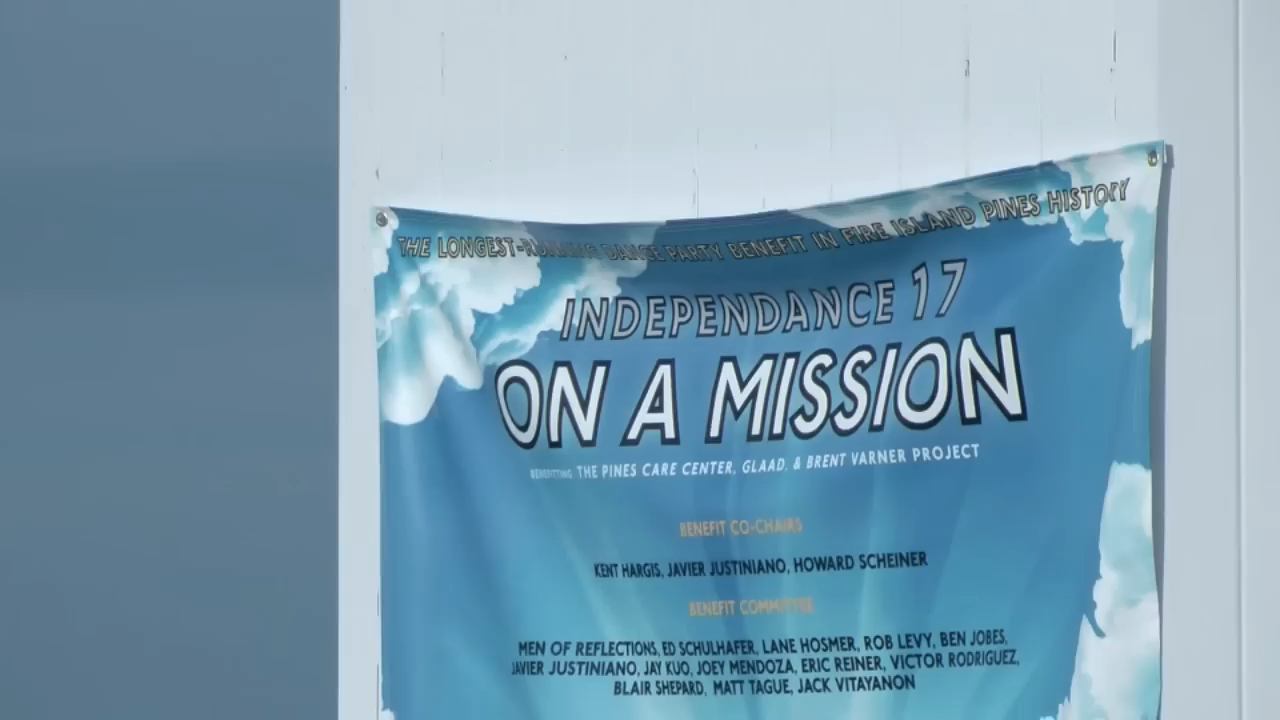 THE LONGEST-RUNNING DANCE PARTY BENEFIT IN FIRE ISLAND PINES HISTORY
INDEPENDANCE 17
ON A MISSION
BENEFITTING THE PINES CARE CENTER, GLAAD, & BRENT VARNER PROJECT
BENEFIT CO-CHAIRS
KENT HARGIS, JAVIER JUSTINIANO, HOWARD SCHEINER
BENEFIT COMMITTEE
MEN OF REFLECTIONS, ED SCHULHAFER, LANE HOSMER, ROB LEVY, BEN JOBES,
JAVIER JUSTINIANO, JAY KUO, JOEY MENDOZA, ERIC REINER, VICTOR RODRIGUEZ,
BLAIR SHEPARD, MATT TAGUE, JACK VITAYANON